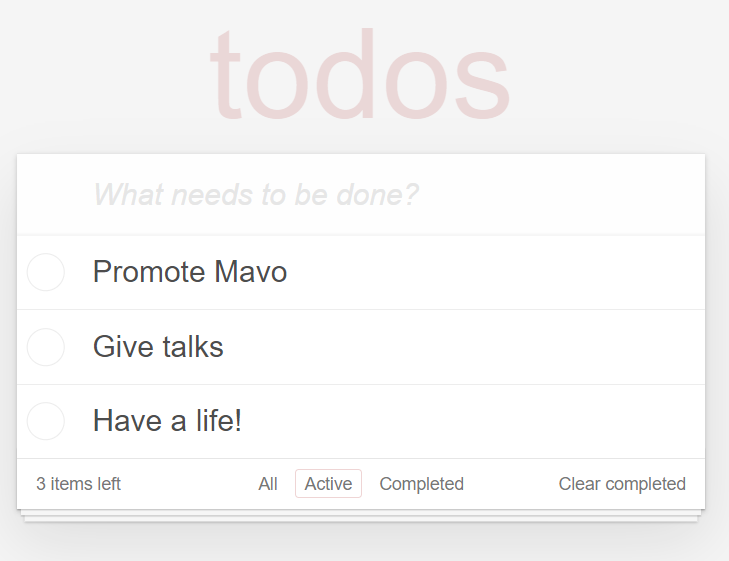 todos
What needs to be done?
Promote Mavo
Give talks
Have a life!
3 items left All Active Completed Clear completed